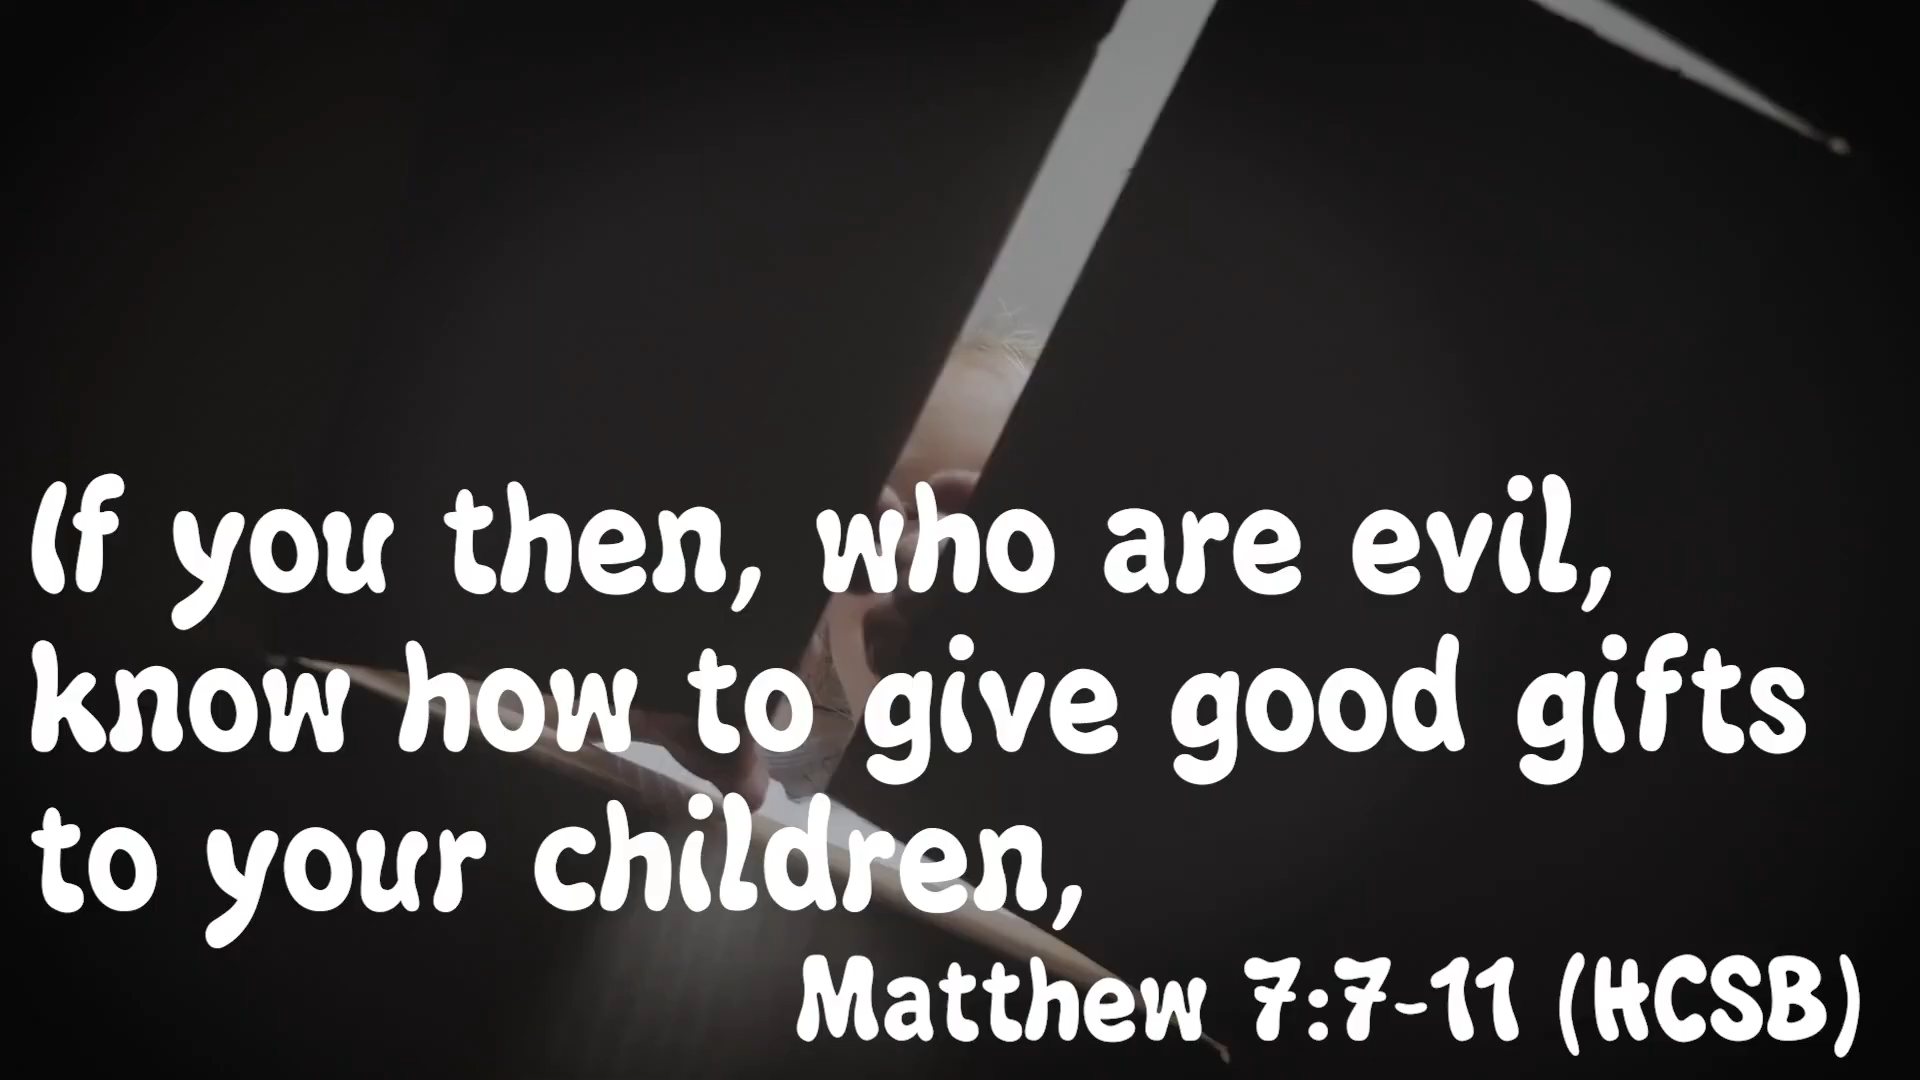 If you then, who are evil,
know how to give good gifts
to your children,
Matthew 7:7-11 (HCSB)